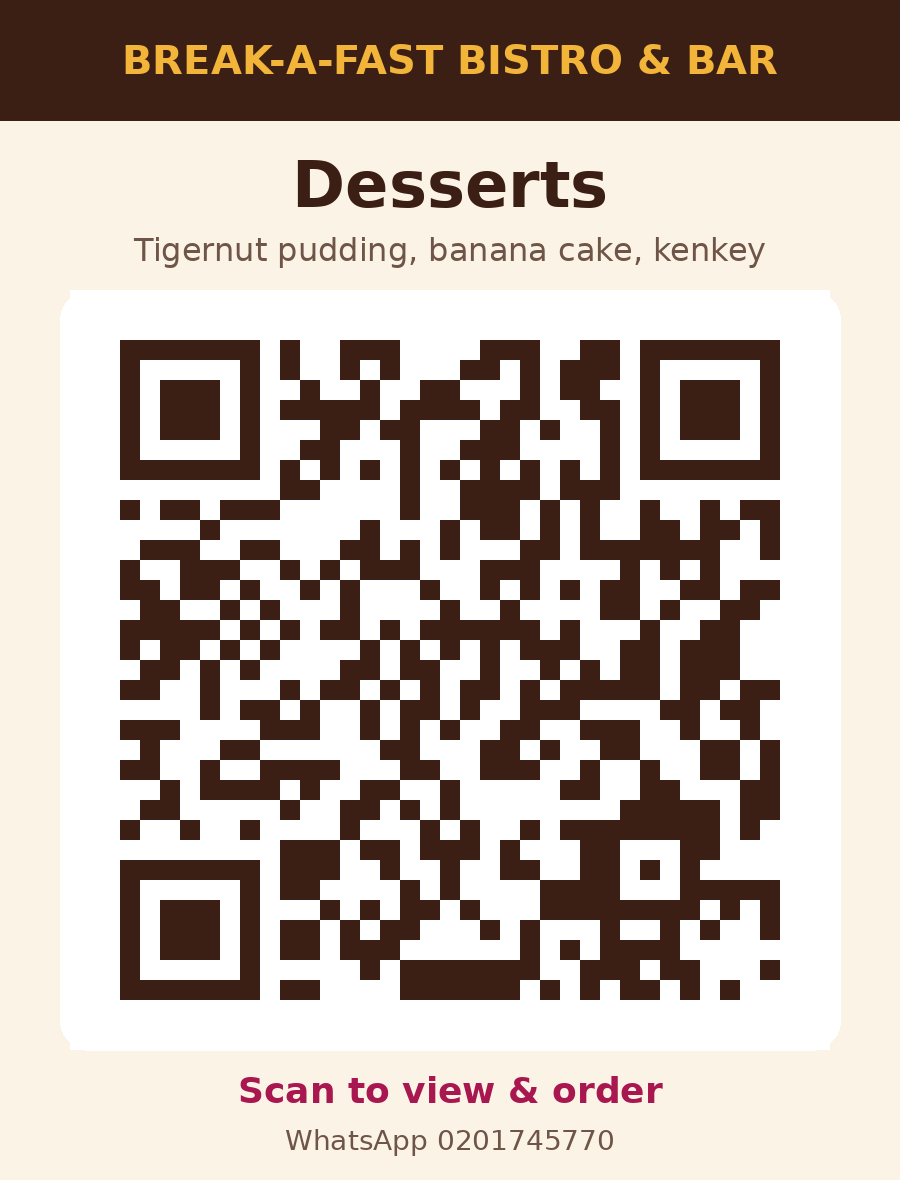 BREAK-A-FAST BISTRO & BAR
Desserts
Tigernut pudding, banana cake, kenkey
Scan to view & order
WhatsApp 0201745770